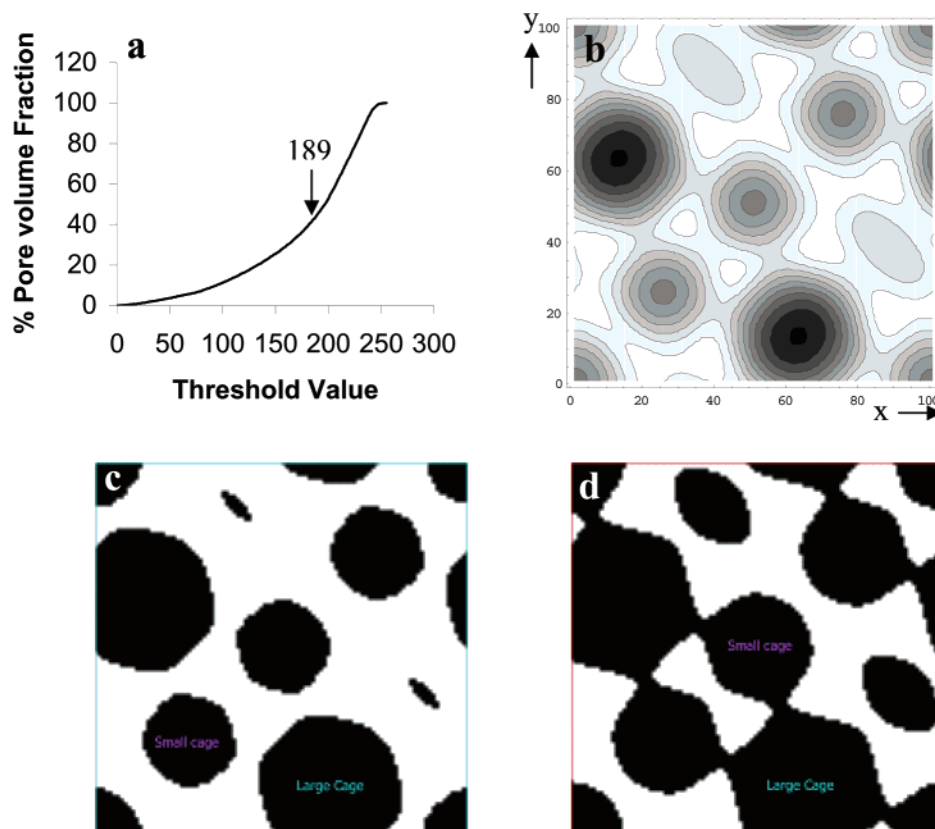 a
% Pore volume Fraction
120
100
80
60
40
20
0
189
0 50 100 150 200 250 300
Threshold Value
b
y
100
80
60
40
20
0
0 20 40 60 80 100
x
c
Small cage
Large Cage
d
Small cage
Large Cage